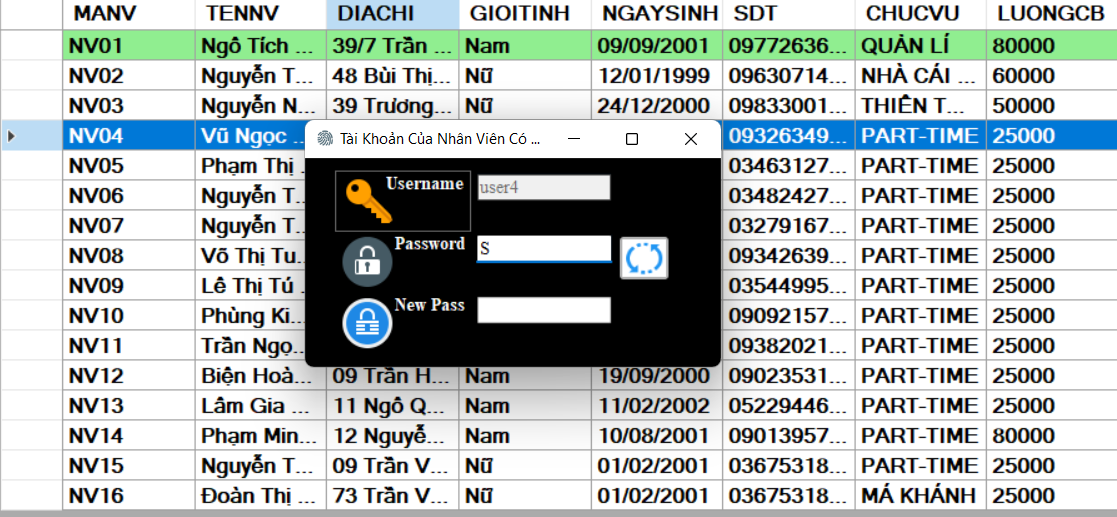 MANV TENNV DIACHI GIOITINH NGAYSINH SDT CHUCVU LUONGCB
NV01 Ngô Tích ... 39/7 Trần ... Nam 09/09/2001 09772636... QUẢN LÍ 80000
NV02 Nguyễn T... 48 Bùi Thị... Nữ 12/01/1999 09630714... NHÀ CÁI ... 60000
NV03 Nguyễn N... 39 Trương... Nữ 24/12/2000 09833001... THIÊN T... 50000
NV04 Vũ Ngọc 09326349... PART-TIME 25000
NV05 Phạm Thị 03463127... PART-TIME 25000
NV06 Nguyễn T... 03482427... PART-TIME 25000
NV07 Nguyễn T... 03279167... PART-TIME 25000
NV08 Võ Thị Tu... 09342639... PART-TIME 25000
NV09 Lê Thị Tú 03544995... PART-TIME 25000
NV10 Phùng Ki... 09092157... PART-TIME 25000
NV11 Trần Ngọ... 09382021... PART-TIME 25000
NV12 Biện Hoà... 09 Trần H... Nam 19/09/2000 09023531... PART-TIME 25000
NV13 Lâm Gia ... 11 Ngô Q... Nam 11/02/2002 05229446... PART-TIME 25000
NV14 Phạm Min... 12 Nguyễ... Nam 10/08/2001 09013957... PART-TIME 80000
NV15 Nguyễn T... 09 Trần V... Nữ 01/02/2001 03675318... PART-TIME 25000
NV16 Đoàn Thị ... 73 Trần V... Nữ 01/02/2001 03675318... MÁ KHÁNH 25000
Tài Khoản Của Nhân Viên Có ...
Username user4
Password S
New Pass